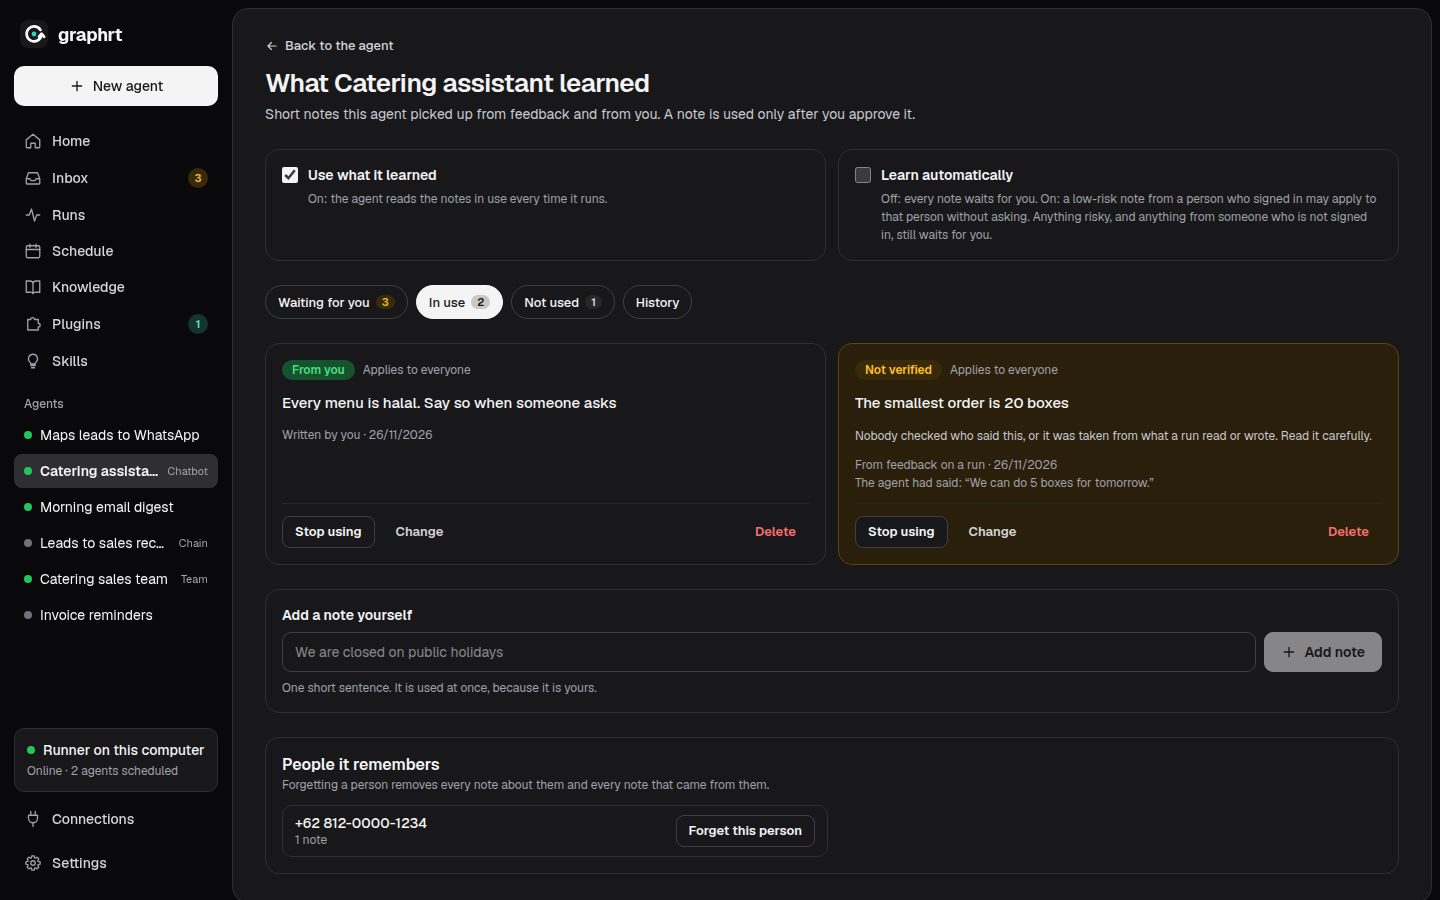 graphrt
New agent
Home
Inbox 3
Runs
Schedule
Knowledge
Plugins 1
Skills
Agents
Maps leads to WhatsApp
Catering assista... Chatbot
Morning email digest
Leads to sales rec... Chain
Catering sales team Team
Invoice reminders
Runner on this computer
Online · 2 agents scheduled
Connections
Settings
Back to the agent
What Catering assistant learned
Short notes this agent picked up from feedback and from you. A note is used only after you approve it.
Use what it learned
On: the agent reads the notes in use every time it runs.
Learn automatically
Off: every note waits for you. On: a low-risk note from a person who signed in may apply to
that person without asking. Anything risky, and anything from someone who is not signed
in, still waits for you.
Waiting for you 3 In use 2 Not used 1 History
From you Applies to everyone
Every menu is halal. Say so when someone asks
Written by you · 26/11/2026
Stop using Change Delete
Not verified Applies to everyone
The smallest order is 20 boxes
Nobody checked who said this, or it was taken from what a run read or wrote. Read it carefully.
From feedback on a run · 26/11/2026
The agent had said: “We can do 5 boxes for tomorrow.”
Stop using Change Delete
Add a note yourself
We are closed on public holidays
Add note
One short sentence. It is used at once, because it is yours.
People it remembers
Forgetting a person removes every note about them and every note that came from them.
+62 812-0000-1234
1 note
Forget this person